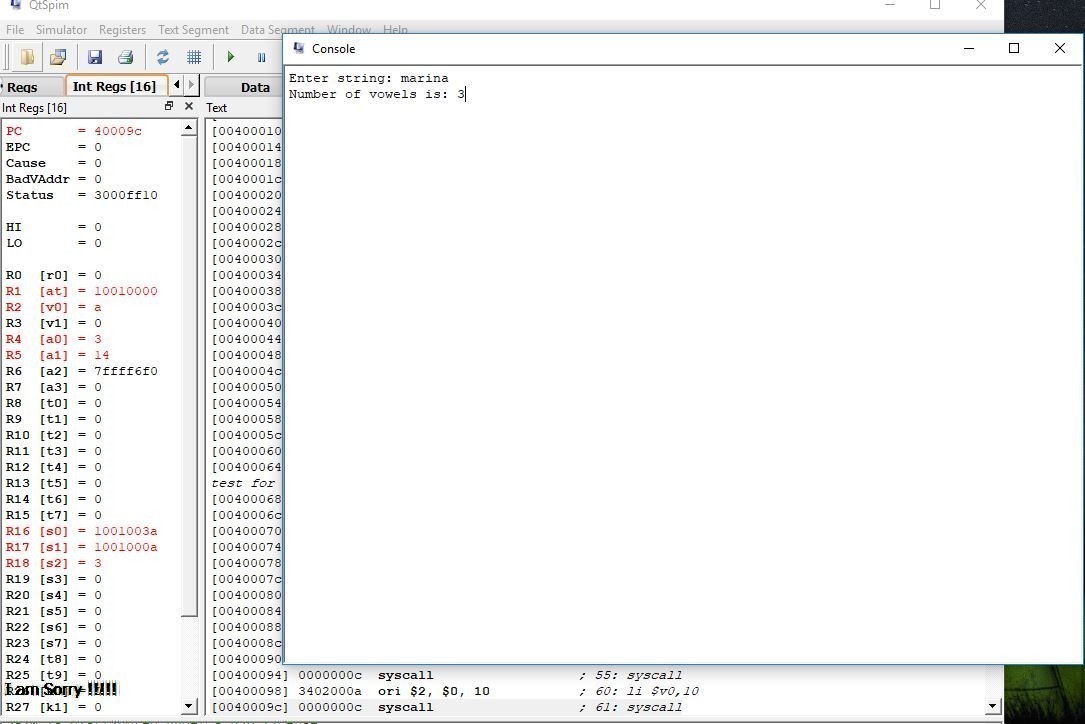 QtSpim
File Simulator Registers Text Segment Data Segment Window Help
Regs Int Regs [16] Data
Int Regs [16] Text
PC = 40009c
EPC = 0
Cause = 0
BadVAddr = 0
Status = 3000ff10
HI = 0
LO = 0
R0 [r0] = 0
R1 [at] = 10010000
R2 [v0] = a
R3 [v1] = 0
R4 [a0] = 3
R5 [a1] = 14
R6 [a2] = 7ffff6f0
R7 [a3] = 0
R8 [t0] = 0
R9 [t1] = 0
R10 [t2] = 0
R11 [t3] = 0
R12 [t4] = 0
R13 [t5] = 0
R14 [t6] = 0
R15 [t7] = 0
R16 [s0] = 1001003a
R17 [s1] = 1001000a
R18 [s2] = 3
R19 [s3] = 0
R20 [s4] = 0
R21 [s5] = 0
R22 [s6] = 0
R23 [s7] = 0
R24 [t8] = 0
R25 [t9] = 0
I am Sorry !!!!!
R27 [k1] = 0
[00400010
[00400014
[00400018
[0040001c
[00400020
[00400024
[00400028
[0040002c
[00400030
[00400034
[00400038
[0040003c
[00400040
[00400044
[00400048
[0040004c
[00400050
[00400054
[00400058
[0040005c
[00400060
[00400064
test for
[00400068
[0040006c
[00400070
[00400074
[00400078
[0040007c
[00400080
[00400084
[00400088
[0040008c
[00400090
[00400094] 0000000c syscall ; 55: syscall
[00400098] 3402000a ori $2, $0, 10 ; 60: li $v0,10
[0040009c] 0000000c syscall ; 61: syscall
Console
Enter string: marina
Number of vowels is: 3